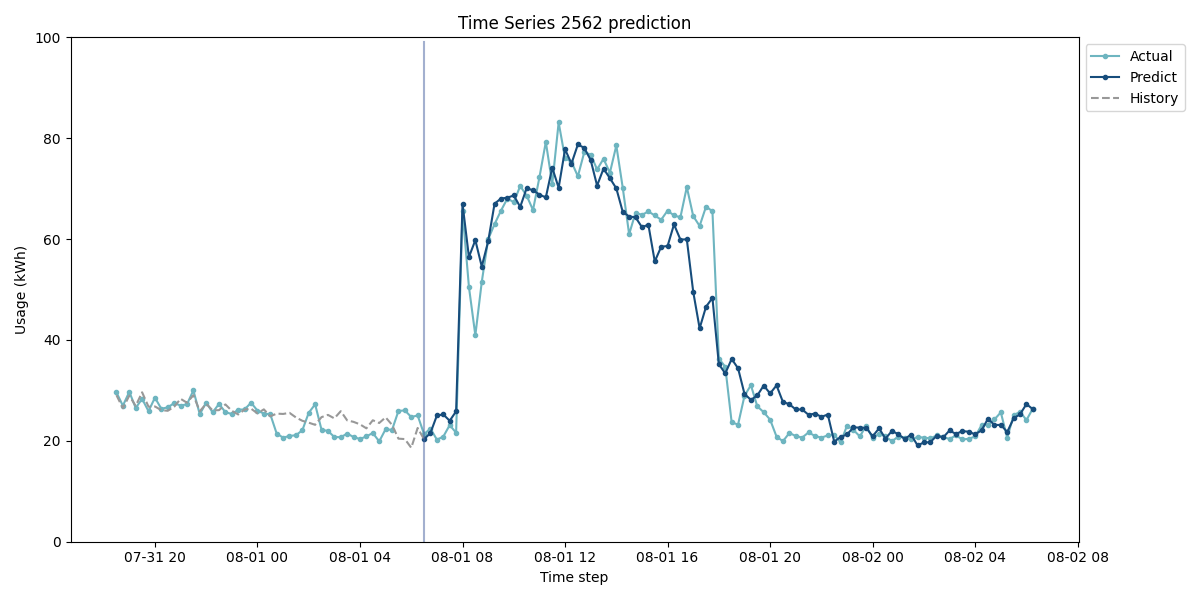 Time Series 2562 prediction
100
80
60
40
20
0
Usage (kWh)
07-31 20
08-01 00
08-01 04
08-01 08
08-01 12
08-01 16
08-01 20
08-02 00
08-02 04
08-02 08
Time step
Actual
Predict
History